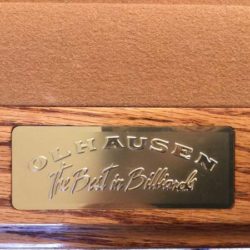 OLHAUSEN
The Best in Billiards